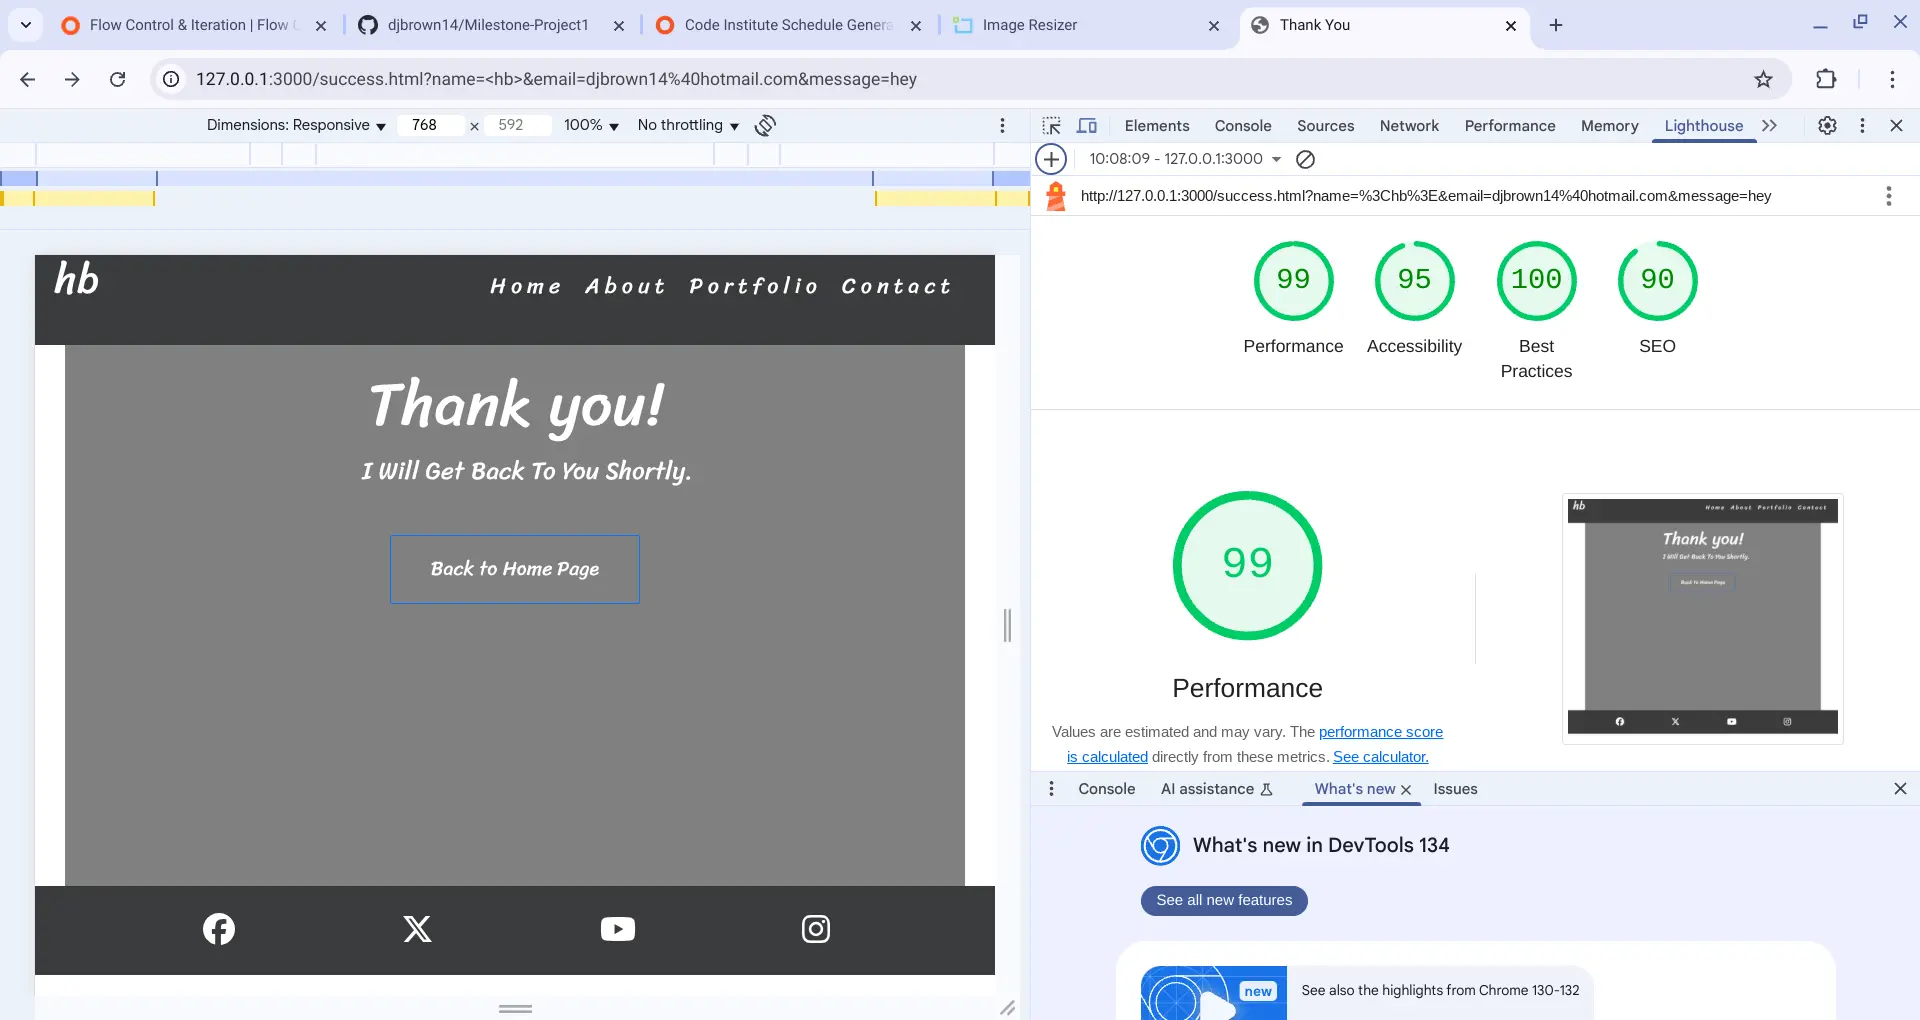 Flow Control & Iteration | Flow C
djbrown14/Milestone-Project1
Code Institute Schedule Genera
Image Resizer
Thank You
127.0.0.1:3000/success.html?name=<hb>&email=djbrown14%40hotmail.com&message=hey
Dimensions: Responsive 768 × 592 100% No throttling
Elements Console Sources Network Performance Memory Lighthouse
10:08:09 - 127.0.0.1:3000
http://127.0.0.1:3000/success.html?name=%3Chb%3E&email=djbrown14%40hotmail.com&message=hey
hb
Home About Portfolio Contact
Thank you!
I Will Get Back To You Shortly.
Back to Home Page
99 95 100 90
Performance Accessibility Best Practices SEO
99
Performance
Values are estimated and may vary. The performance score
is calculated directly from these metrics. See calculator.
hb
Home About Portfolio Contact
Thank you!
I Will Get Back To You Shortly.
Back to Home Page
Console AI assistance What's new Issues
What's new in DevTools 134
See all new features
new
See also the highlights from Chrome 130-132